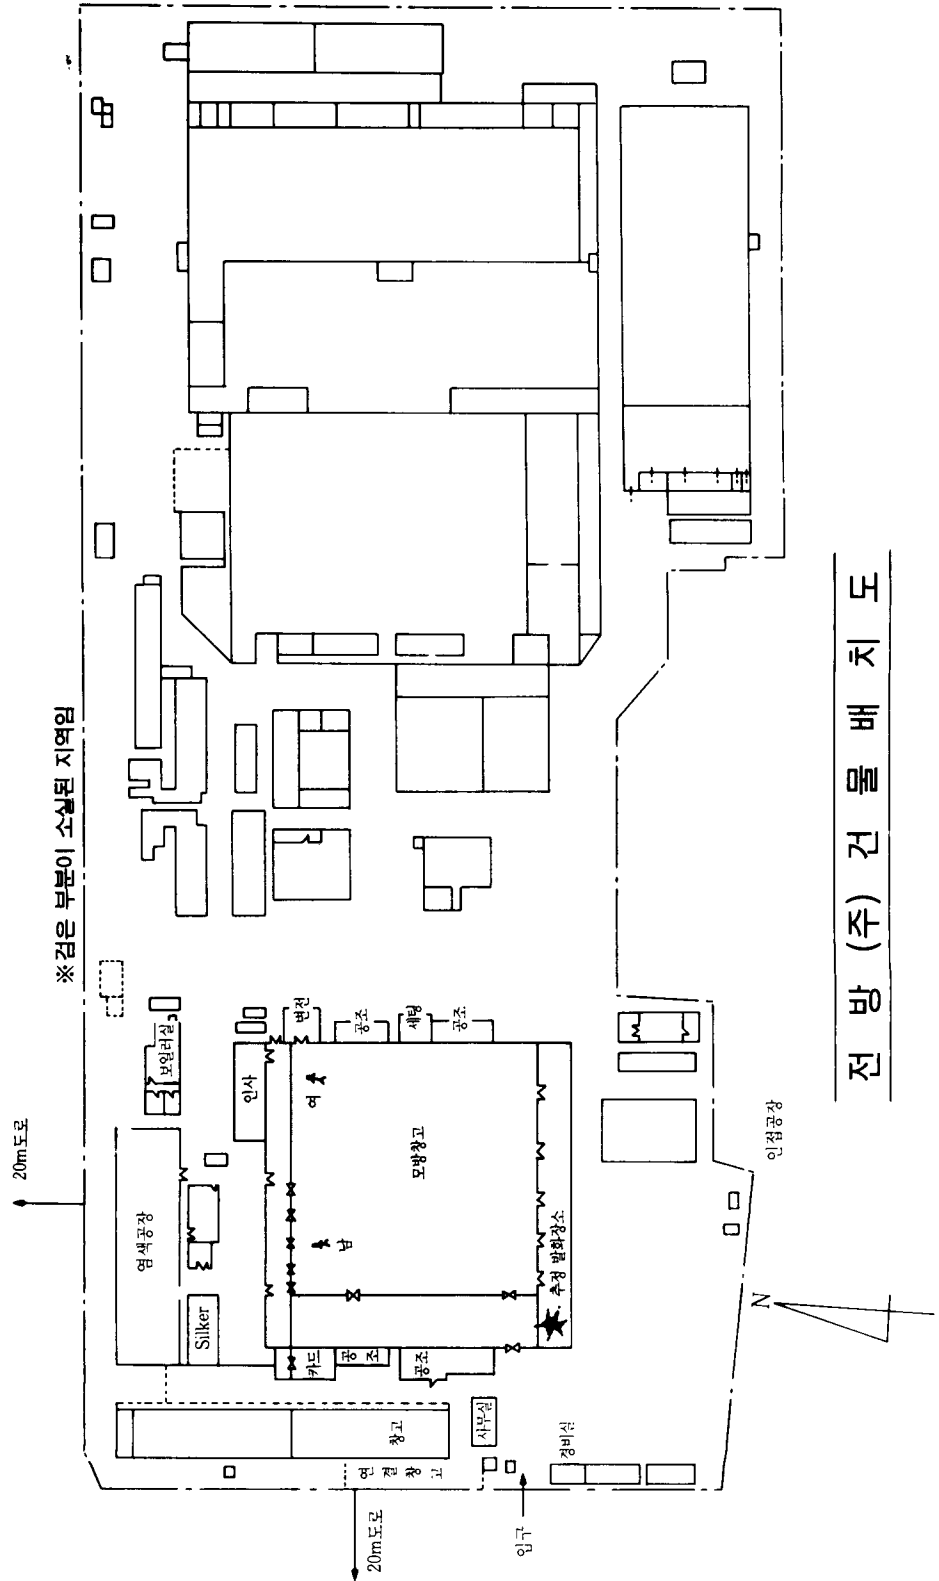 ※검은 부분이 소실된 지역임
20m도로
염색공장
보일러실
Silker
인사
변전
공조
세팅
공조
여
남
모방창고
추정 발화장소
카드
공조
공조
창고
연결창고
사무실
경비실
입구
20m도로
인접공장
N
전방(주) 건물배치도